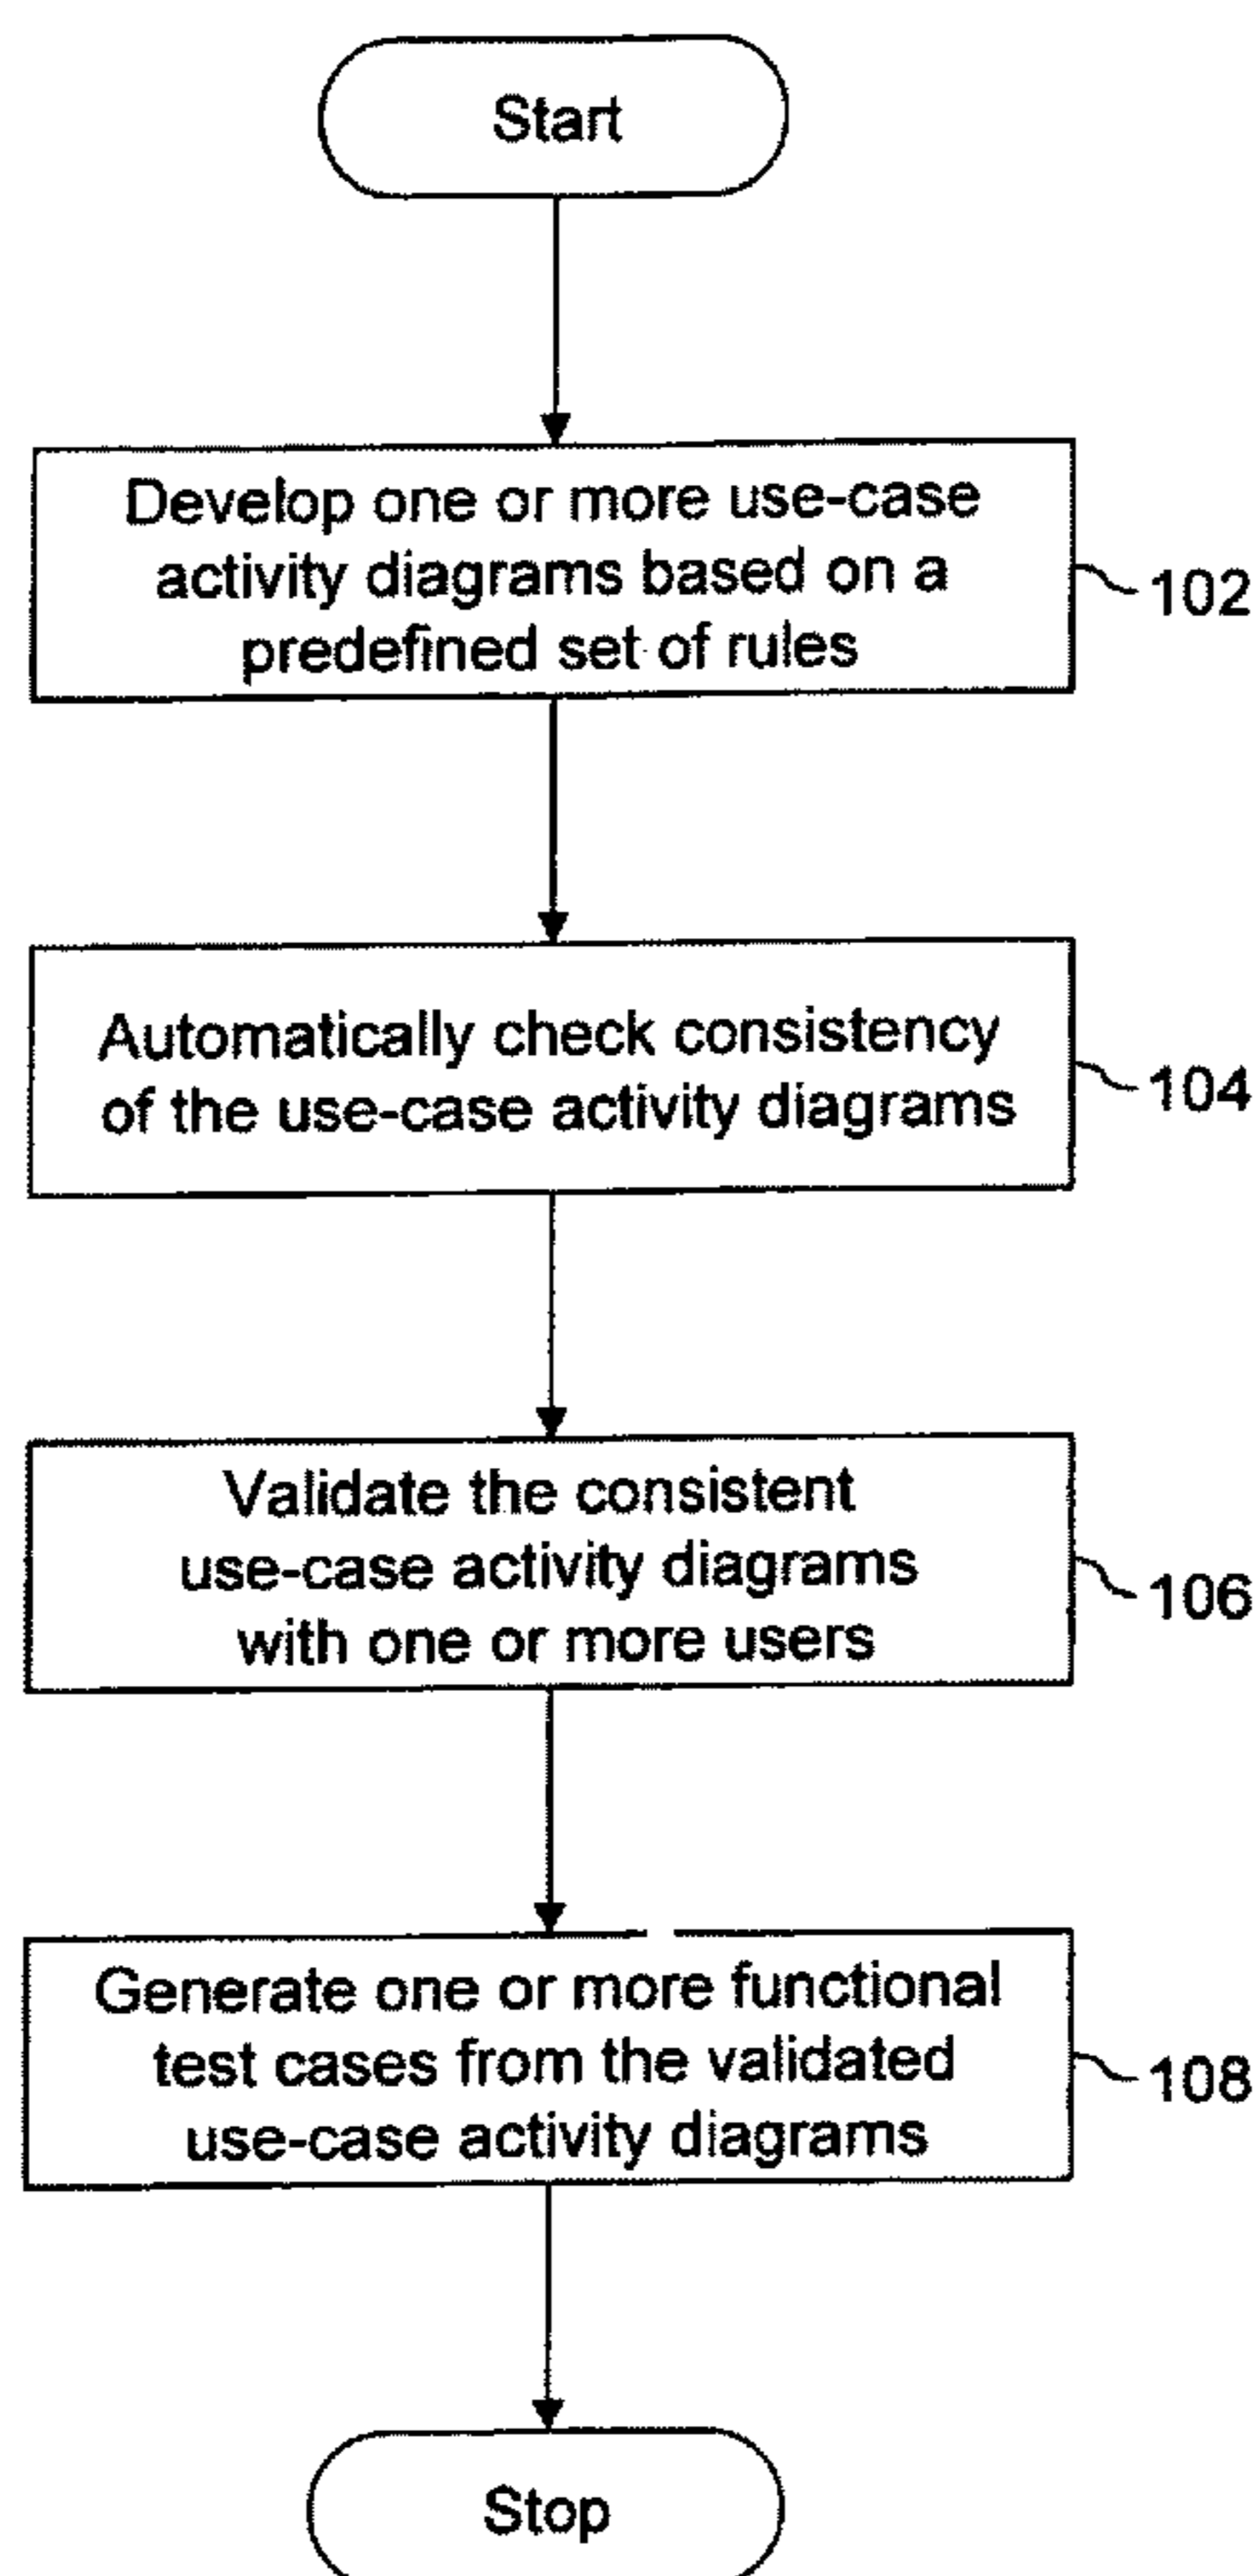 Start
Develop one or more use-case
activity diagrams based on a
predefined set of rules
102
Automatically check consistency
of the use-case activity diagrams
104
Validate the consistent
use-case activity diagrams
with one or more users
106
Generate one or more functional
test cases from the validated
use-case activity diagrams
108
Stop